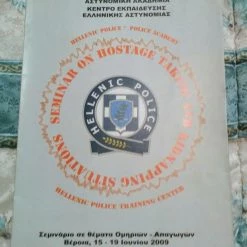 ΑΣΤΥΝΟΜΙΚΗ ΑΚΑΔΗΜΙΑ
ΚΕΝΤΡΟ ΕΚΠΑΙΔΕΥΣΗΣ
ΕΛΛΗΝΙΚΗΣ ΑΣΤΥΝΟΜΙΑΣ
HELLENIC POLICE - POLICE ACADEMY
SEMINAR ON HOSTAGE TAKING AND KIDNAPPING SITUATIONS
HELLENIC POLICE
HELLENIC POLICE TRAINING CENTER
Σεμινάριο σε θέματα Ομηριών - Απαγωγών
Βέροια, 15 - 19 Ιουνίου 2009